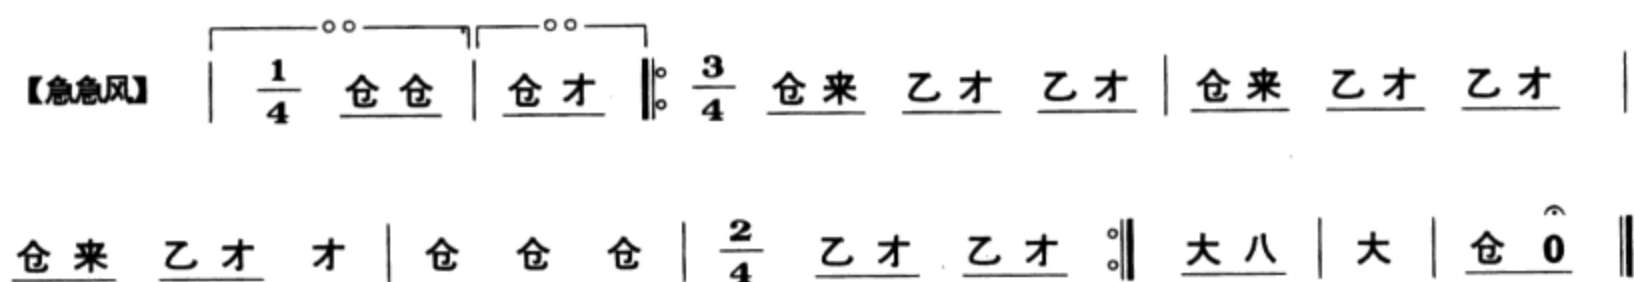 【急急风】 1/4 仓 仓 仓 才 3/4 仓 来 乙 才 乙 才 仓 来 乙 才 乙 才
仓 来 乙 才 才 仓 仓 仓 2/4 乙 才 乙 才 大 八 大 仓 0